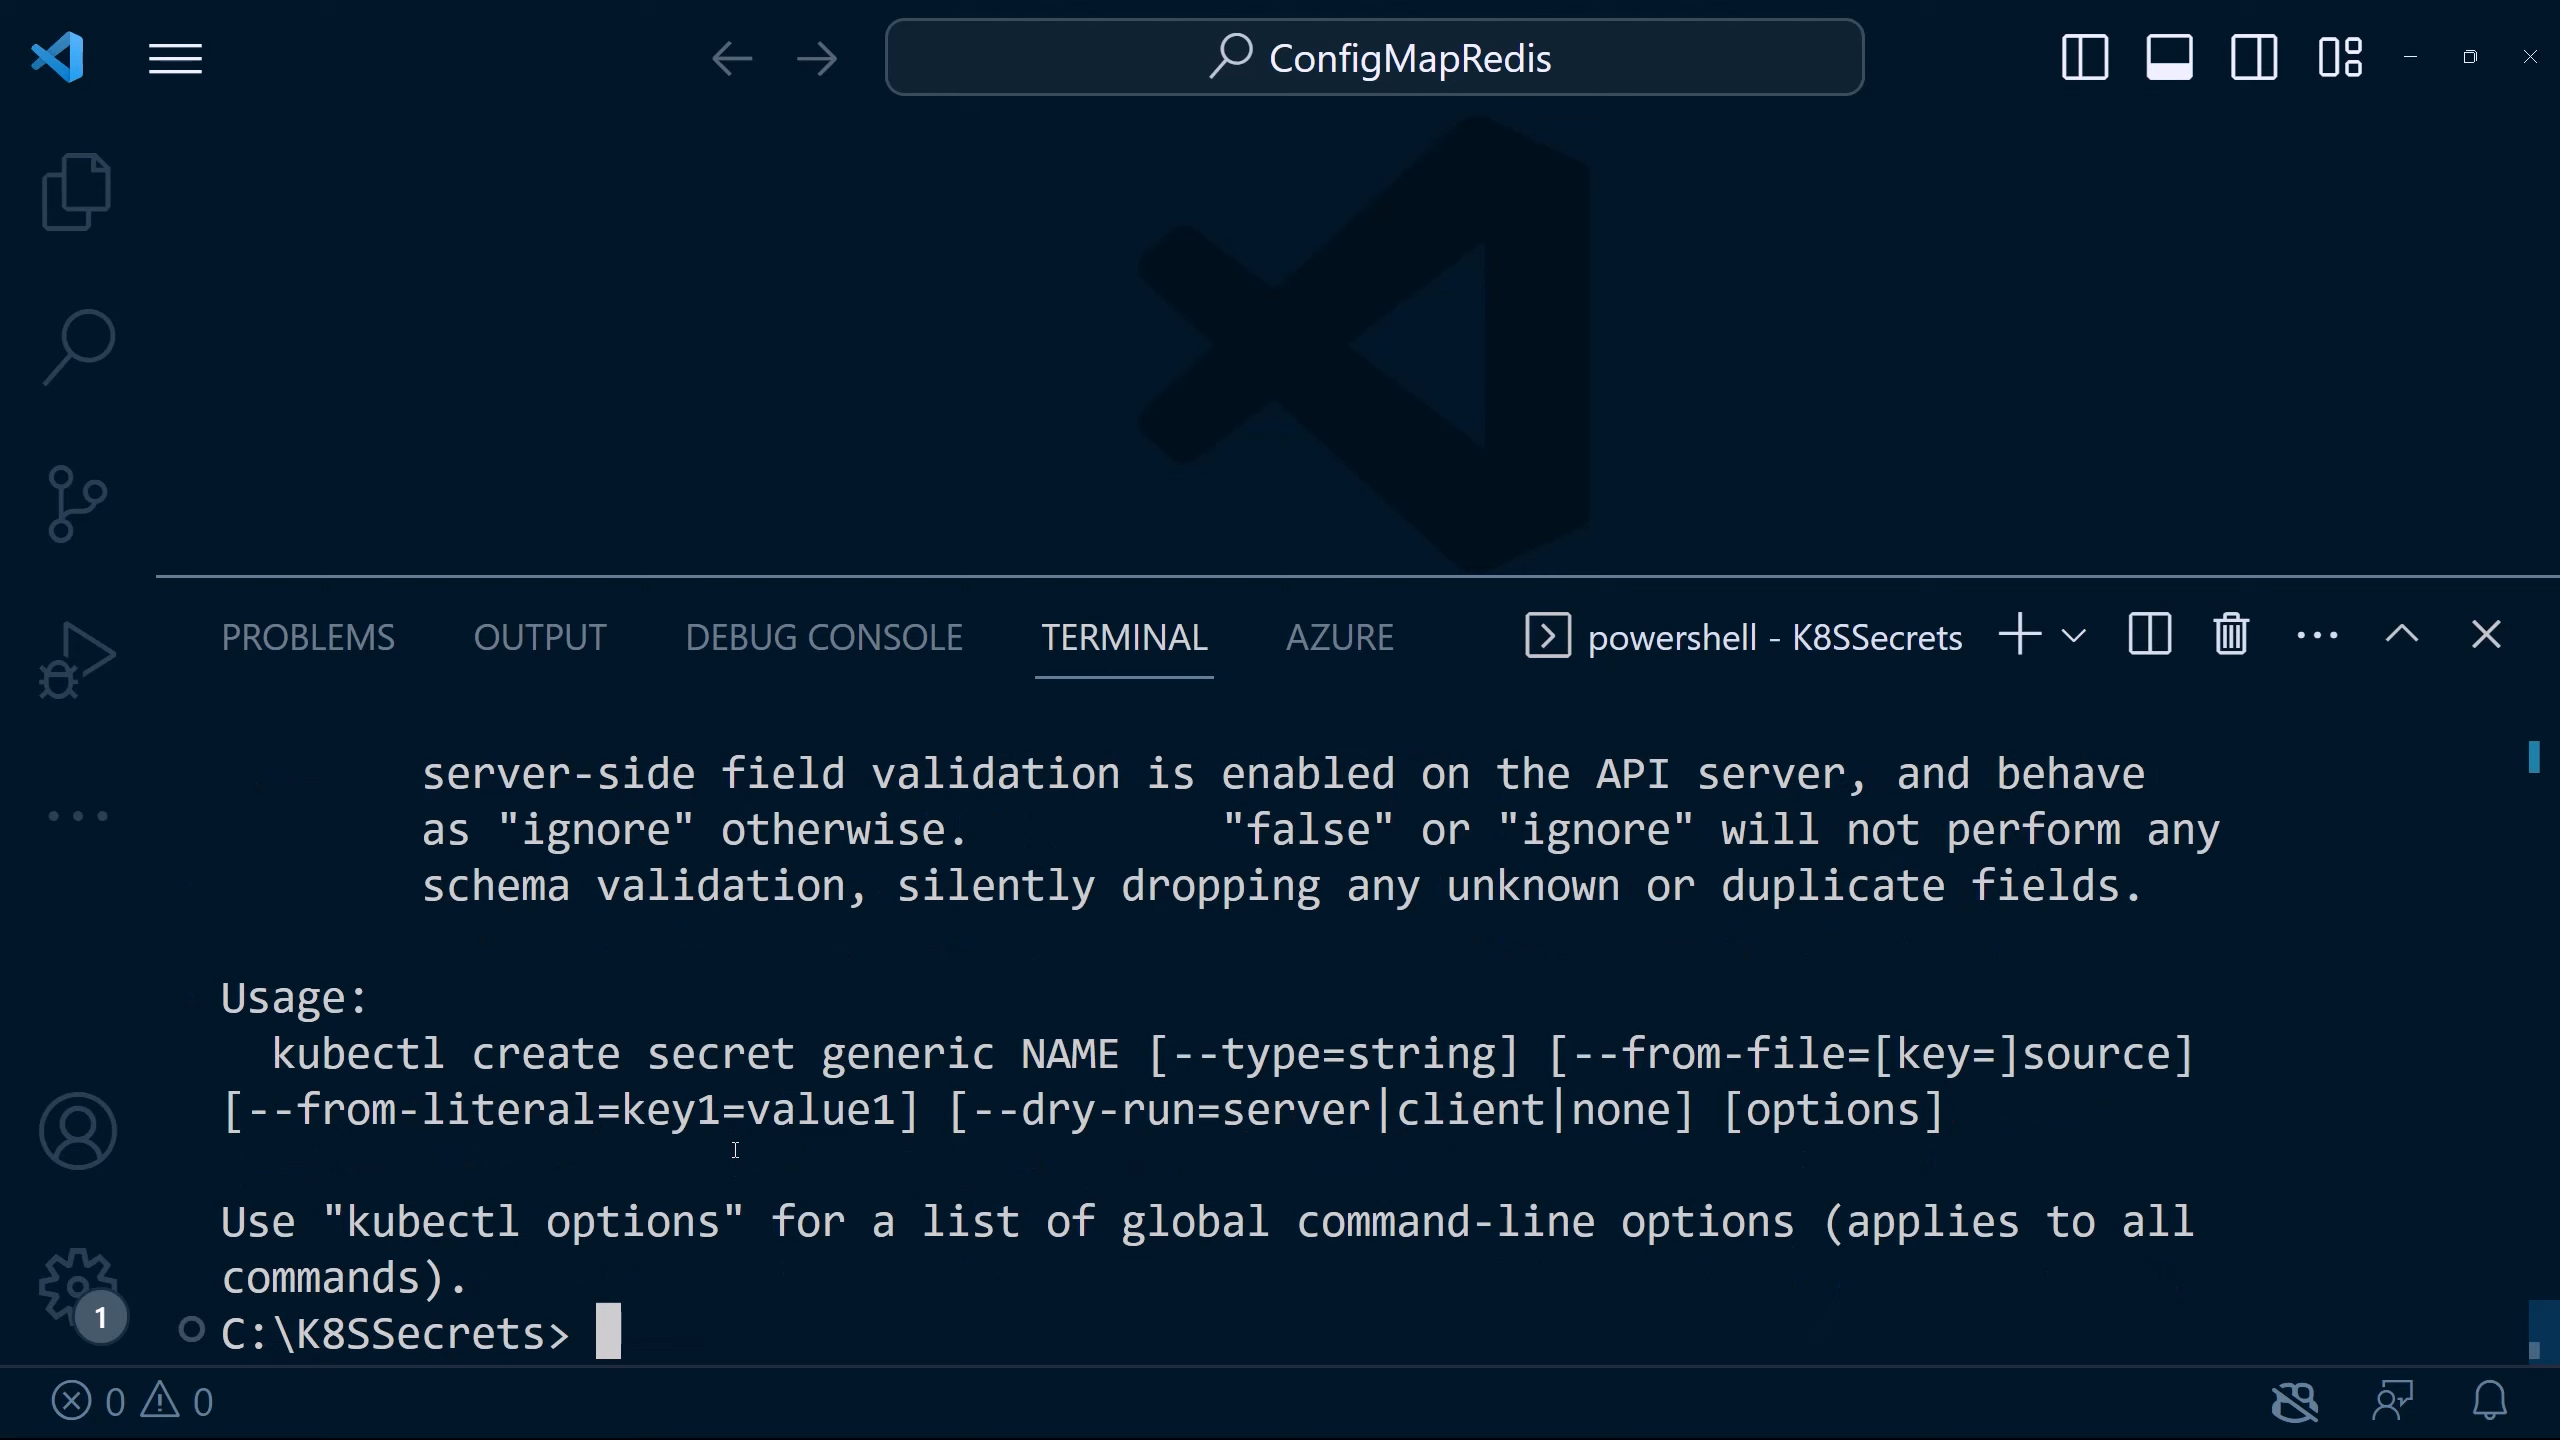 ConfigMapRedis
PROBLEMS OUTPUT DEBUG CONSOLE TERMINAL AZURE powershell - K8SSecrets
server-side field validation is enabled on the API server, and behave
as "ignore" otherwise. "false" or "ignore" will not perform any
schema validation, silently dropping any unknown or duplicate fields.
Usage:
kubectl create secret generic NAME [--type=string] [--from-file=[key=]source]
[--from-literal=key1=value1] [--dry-run=server|client|none] [options]
Use "kubectl options" for a list of global command-line options (applies to all
commands).
1
C:\K8SSecrets>
0 0